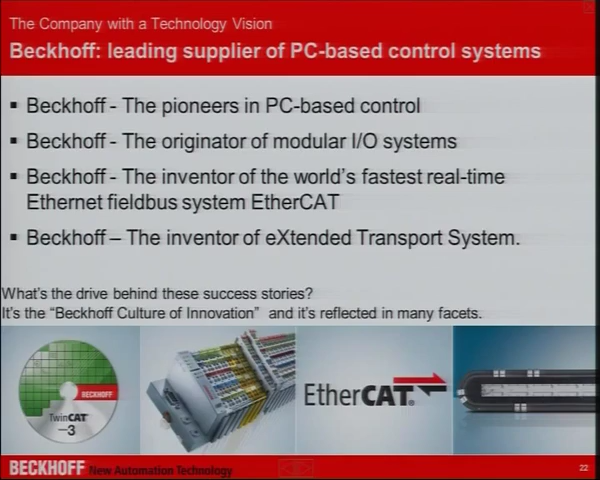 The Company with a Technology Vision
Beckhoff: leading supplier of PC-based control systems
▪ Beckhoff - The pioneers in PC-based control
▪ Beckhoff - The originator of modular I/O systems
▪ Beckhoff - The inventor of the world's fastest real-time
Ethernet fieldbus system EtherCAT
▪ Beckhoff – The inventor of eXtended Transport System.
What's the drive behind these success stories?
It's the "Beckhoff Culture of Innovation" and it's reflected in many facets.
BECKHOFF
TwinCAT®
3
EtherCAT®
BECKHOFF New Automation Technology
22